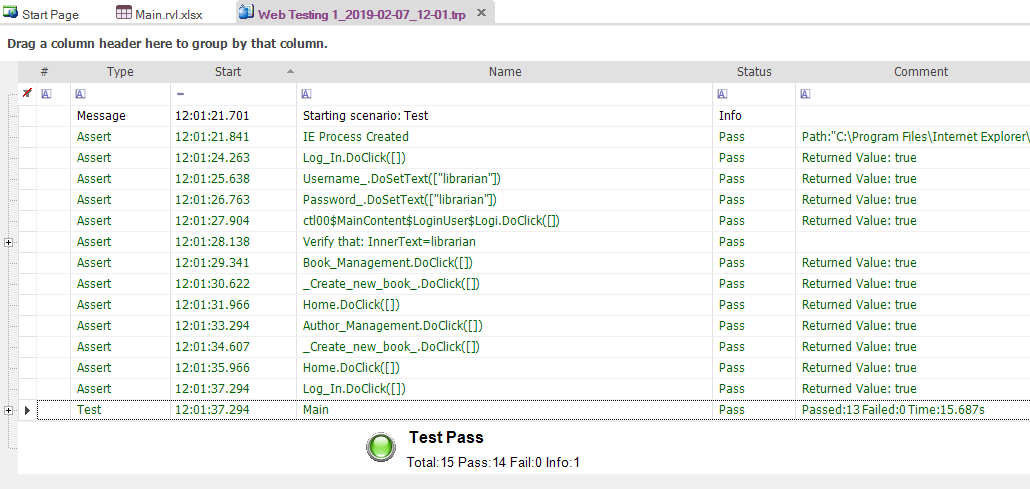 Start Page Main.rvl.xlsx Web Testing 1_2019-02-07_12-01.trp
Drag a column header here to group by that column.
# Type Start Name Status Comment
Message 12:01:21.701 Starting scenario: Test Info
Assert 12:01:21.841 IE Process Created Pass Path:"C:\Program Files\Internet Explorer\
Assert 12:01:24.263 Log_In.DoClick([]) Pass Returned Value: true
Assert 12:01:25.638 Username_.DoSetText(["librarian"]) Pass Returned Value: true
Assert 12:01:26.763 Password_.DoSetText(["librarian"]) Pass Returned Value: true
Assert 12:01:27.904 ctl00$MainContent$LoginUser$Logi.DoClick([]) Pass Returned Value: true
Assert 12:01:28.138 Verify that: InnerText=librarian Pass
Assert 12:01:29.341 Book_Management.DoClick([]) Pass Returned Value: true
Assert 12:01:30.622 _Create_new_book_.DoClick([]) Pass Returned Value: true
Assert 12:01:31.966 Home.DoClick([]) Pass Returned Value: true
Assert 12:01:33.294 Author_Management.DoClick([]) Pass Returned Value: true
Assert 12:01:34.607 _Create_new_book_.DoClick([]) Pass Returned Value: true
Assert 12:01:35.966 Home.DoClick([]) Pass Returned Value: true
Assert 12:01:37.294 Log_In.DoClick([]) Pass Returned Value: true
Test 12:01:37.294 Main Pass Passed:13 Failed:0 Time:15.687s
Test Pass
Total:15 Pass:14 Fail:0 Info:1